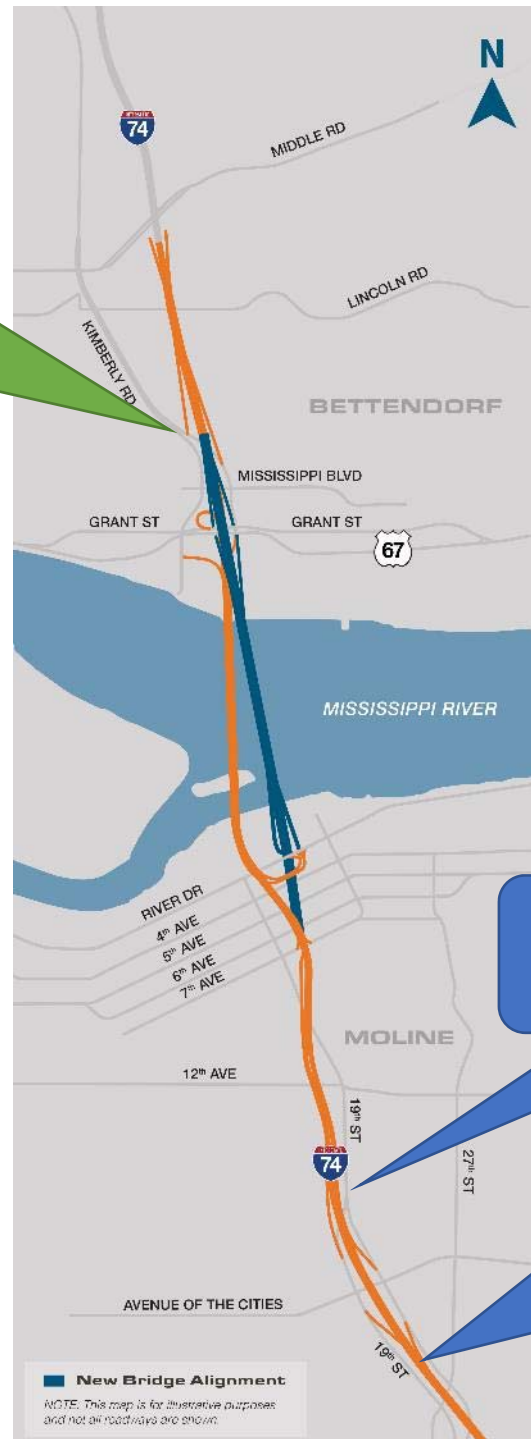 N
INTERSTATE
74
MIDDLE RD
LINCOLN RD
KIMBERLY RD
BETTENDORF
MISSISSIPPI BLVD
GRANT ST
GRANT ST
67
MISSISSIPPI RIVER
RIVER DR
4th AVE
5th AVE
6th AVE
7th AVE
MOLINE
12th AVE
19th ST
INTERSTATE
74
27th ST
AVENUE OF THE CITIES
19th ST
New Bridge Alignment
NOTE: This map is for illustrative purposes
and not all roadways are shown.